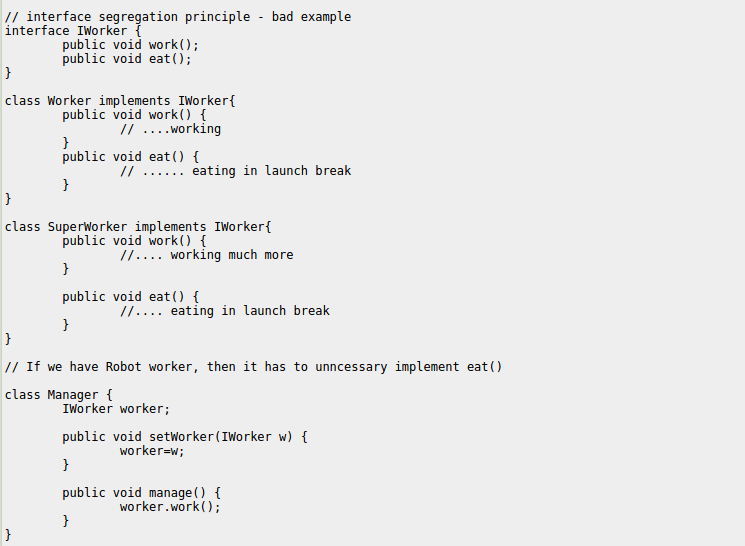 // interface segregation principle - bad example
interface IWorker {
        public void work();
        public void eat();
}

class Worker implements IWorker{
        public void work() {
                // ....working
        }
        public void eat() {
                // ...... eating in launch break
        }
}

class SuperWorker implements IWorker{
        public void work() {
                //.... working much more
        }

        public void eat() {
                //.... eating in launch break
        }
}

// If we have Robot worker, then it has to unncessary implement eat()

class Manager {
        IWorker worker;

        public void setWorker(IWorker w) {
                worker=w;
        }

        public void manage() {
                worker.work();
        }
}